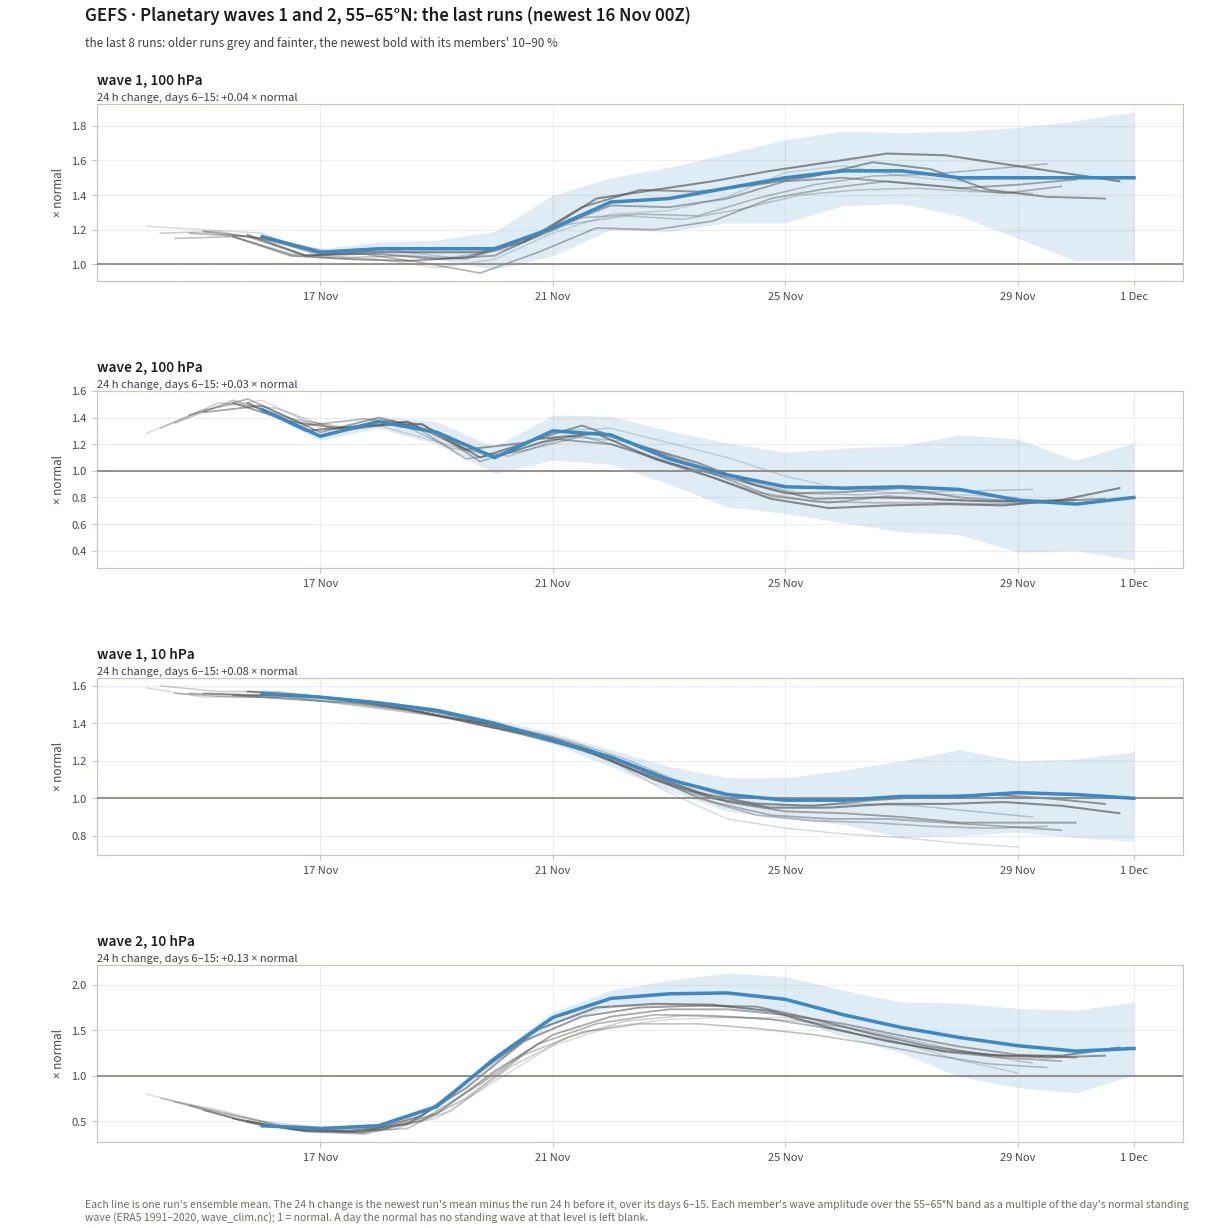 GEFS · Planetary waves 1 and 2, 55–65°N: the last runs (newest 16 Nov 00Z)
the last 8 runs: older runs grey and fainter, the newest bold with its members' 10–90 %
wave 1, 100 hPa
24 h change, days 6–15: +0.04 × normal
1.8
1.6
1.4
1.2
1.0
× normal
17 Nov
21 Nov
25 Nov
29 Nov
1 Dec
wave 2, 100 hPa
24 h change, days 6–15: +0.03 × normal
1.6
1.4
1.2
1.0
0.8
0.6
0.4
× normal
17 Nov
21 Nov
25 Nov
29 Nov
1 Dec
wave 1, 10 hPa
24 h change, days 6–15: +0.08 × normal
1.6
1.4
1.2
1.0
0.8
× normal
17 Nov
21 Nov
25 Nov
29 Nov
1 Dec
wave 2, 10 hPa
24 h change, days 6–15: +0.13 × normal
2.0
1.5
1.0
0.5
× normal
17 Nov
21 Nov
25 Nov
29 Nov
1 Dec
Each line is one run's ensemble mean. The 24 h change is the newest run's mean minus the run 24 h before it, over its days 6–15. Each member's wave amplitude over the 55–65°N band as a multiple of the day's normal standing
wave (ERA5 1991–2020, wave_clim.nc); 1 = normal. A day the normal has no standing wave at that level is left blank.